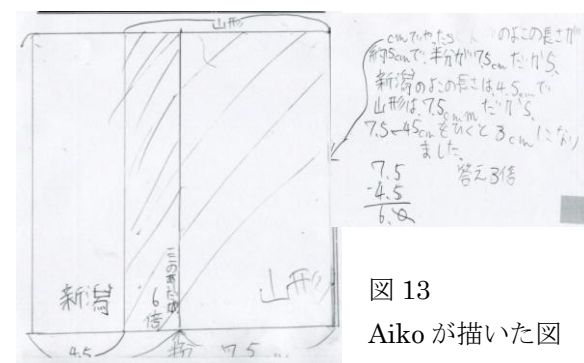 山形
cmでやったら のよこの長さが
約15cmで、半分が7.5cmだから、
新潟のよこの長さは、4.5cmで
山形は、7.5cmmだから、
7.5-4.5cmをひくと3cmになり
ました。
7.5
-4.5
答え3倍
新潟
6倍
山形
4.5
7.5
図 13
Aiko が描いた図